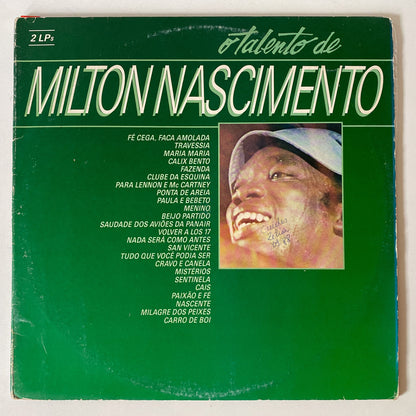 2 LPs
o talento de
MILTON NASCIMENTO
FÉ CEGA, FACA AMOLADA
TRAVESSIA
MARIA MARIA
CALIX BENTO
FAZENDA
CLUBE DA ESQUINA
PARA LENNON E Mc CARTNEY
PONTA DE AREIA
PAULA E BEBETO
MENINO
BEIJO PARTIDO
SAUDADE DOS AVIÕES DA PANAIR
VOLVER A LOS 17
NADA SERÁ COMO ANTES
SAN VICENTE
TUDO QUE VOCÊ PODIA SER
CRAVO E CANELA
MISTÉRIOS
SENTINELA
CAIS
PAIXÃO E FÉ
NASCENTE
MILAGRE DOS PEIXES
CARRO DE BOI